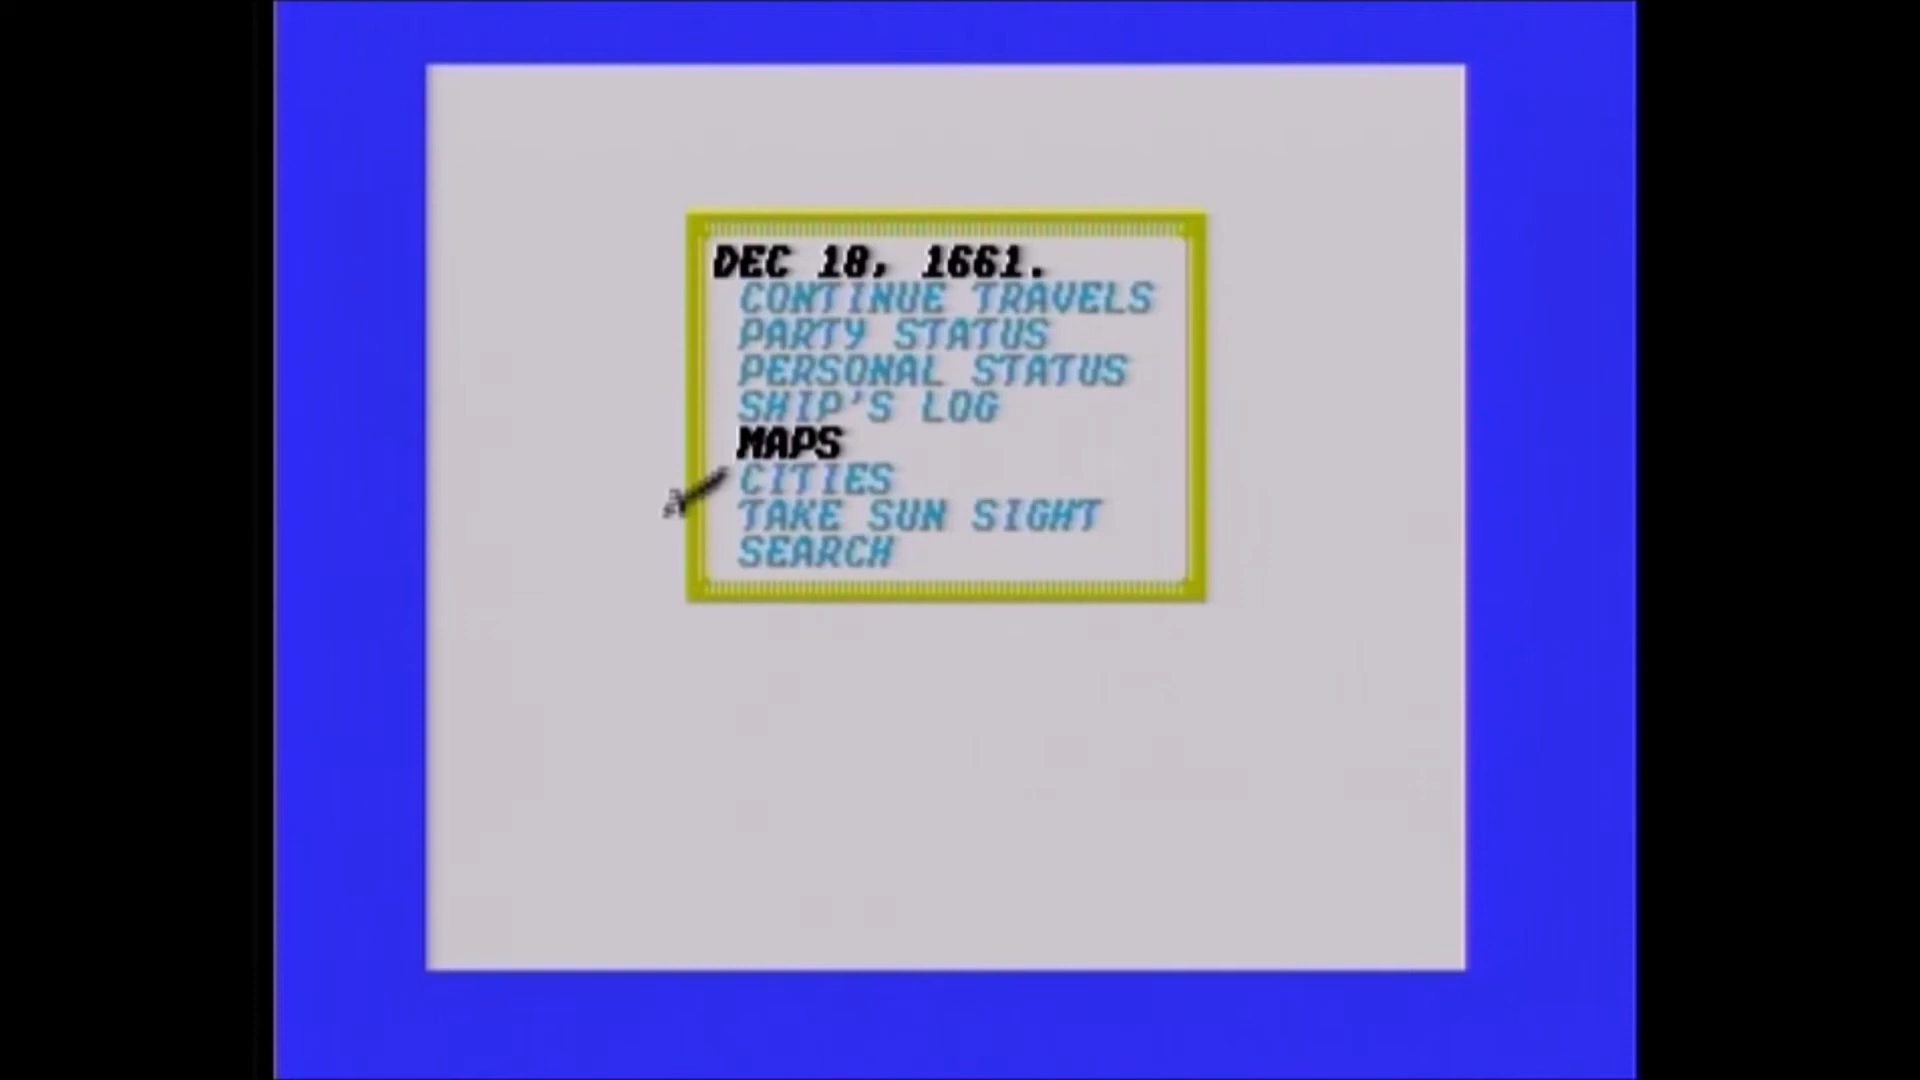 DEC 18, 1661.
CONTINUE TRAVELS
PARTY STATUS
PERSONAL STATUS
SHIP'S LOG
MAPS
CITIES
TAKE SUN SIGHT
SEARCH